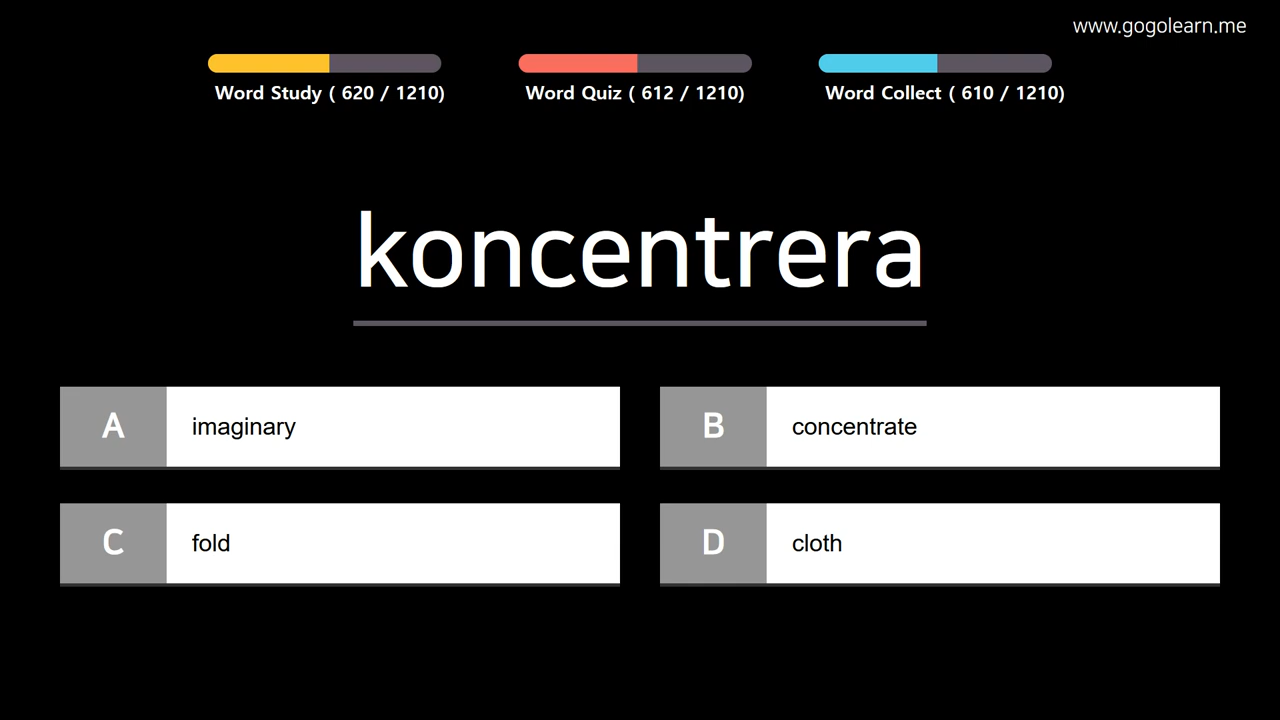 www.gogolearn.me
Word Study ( 620 / 1210)
Word Quiz ( 612 / 1210)
Word Collect ( 610 / 1210)
koncentrera
A imaginary
B concentrate
C fold
D cloth